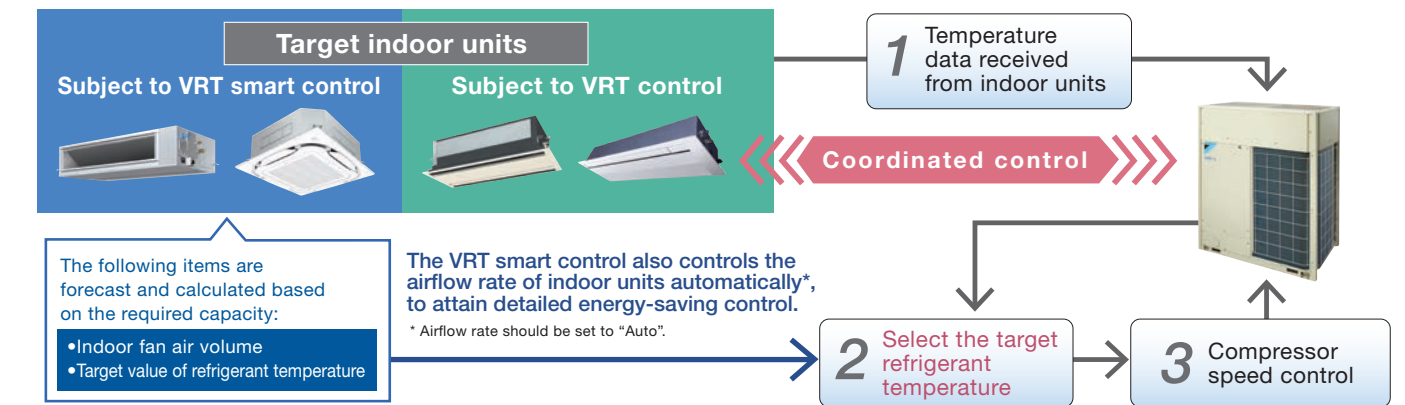 Target indoor units
Subject to VRT smart control
Subject to VRT control
1
Temperature
data received
from indoor units
Coordinated control
The following items are
forecast and calculated based
on the required capacity:
•Indoor fan air volume
•Target value of refrigerant temperature
The VRT smart control also controls the
airflow rate of indoor units automatically*,
to attain detailed energy-saving control.
* Airflow rate should be set to “Auto”.
2
Select the target
refrigerant
temperature
3
Compressor
speed control